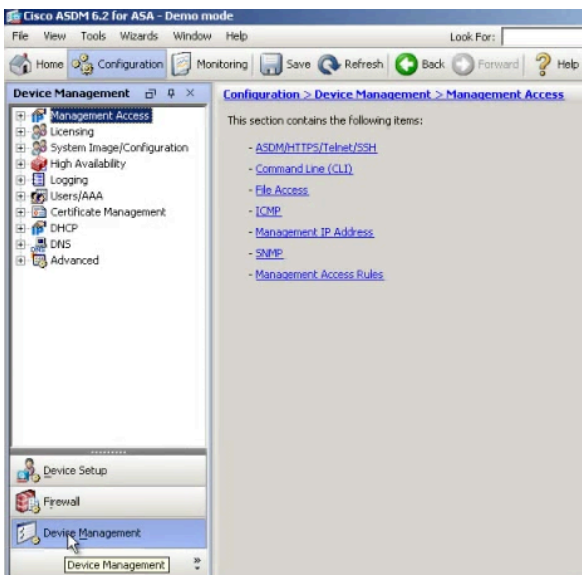 Cisco ASDM 6.2 for ASA - Demo mode
File View Tools Wizards Window Help Look For:
Home Configuration Monitoring Save Refresh Back Forward Help
Device Management
Management Access
Licensing
System Image/Configuration
High Availability
Logging
Users/AAA
Certificate Management
DHCP
DNS
Advanced
Device Setup
Firewall
Device Management
Device Management
Configuration > Device Management > Management Access
This section contains the following items:
- ASDM/HTTPS/Telnet/SSH
- Command Line (CLI)
- File Access
- ICMP
- Management IP Address
- SNMP
- Management Access Rules